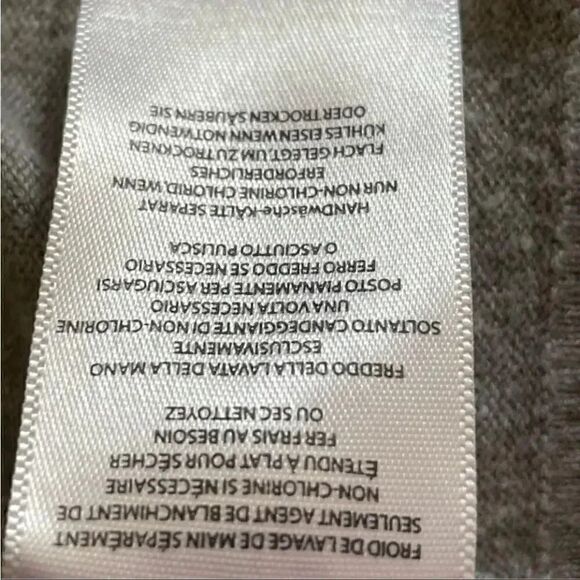 FROID DE LAVAGE DE MAIN SÉPARÉMENT
SEULEMENT AGENT DE BLANCHIMENT DE
NON-CHLORINE SI NÉCESSAIRE
ÉTENDU À PLAT POUR SÉCHER
FER FRAIS AU BESOIN
OU SEC NETTOYEZ
FREDDO DELLA LAVATA DELLA MANO
ESCLUSIVAMENTE
SOLTANTO CANDEGGIANTE DI NON-CHLORINE
UNA VOLTA NECESSARIO
POSTO PIANAMENTE PER ASCIUGARSI
FERRO FREDDO SE NECESSARIO
O ASCIUTTO PULISCA
HANDWäsche-KALTE SEPARAT
NUR NON-CHLORINE CHLORID, WENN
ERFORDERLICHES
FLACH GELEGT, UM ZU TROCKNEN
KÜHLES EISEN WENN NOTWENDIG
ODER TROCKEN SÄUBERN SIE